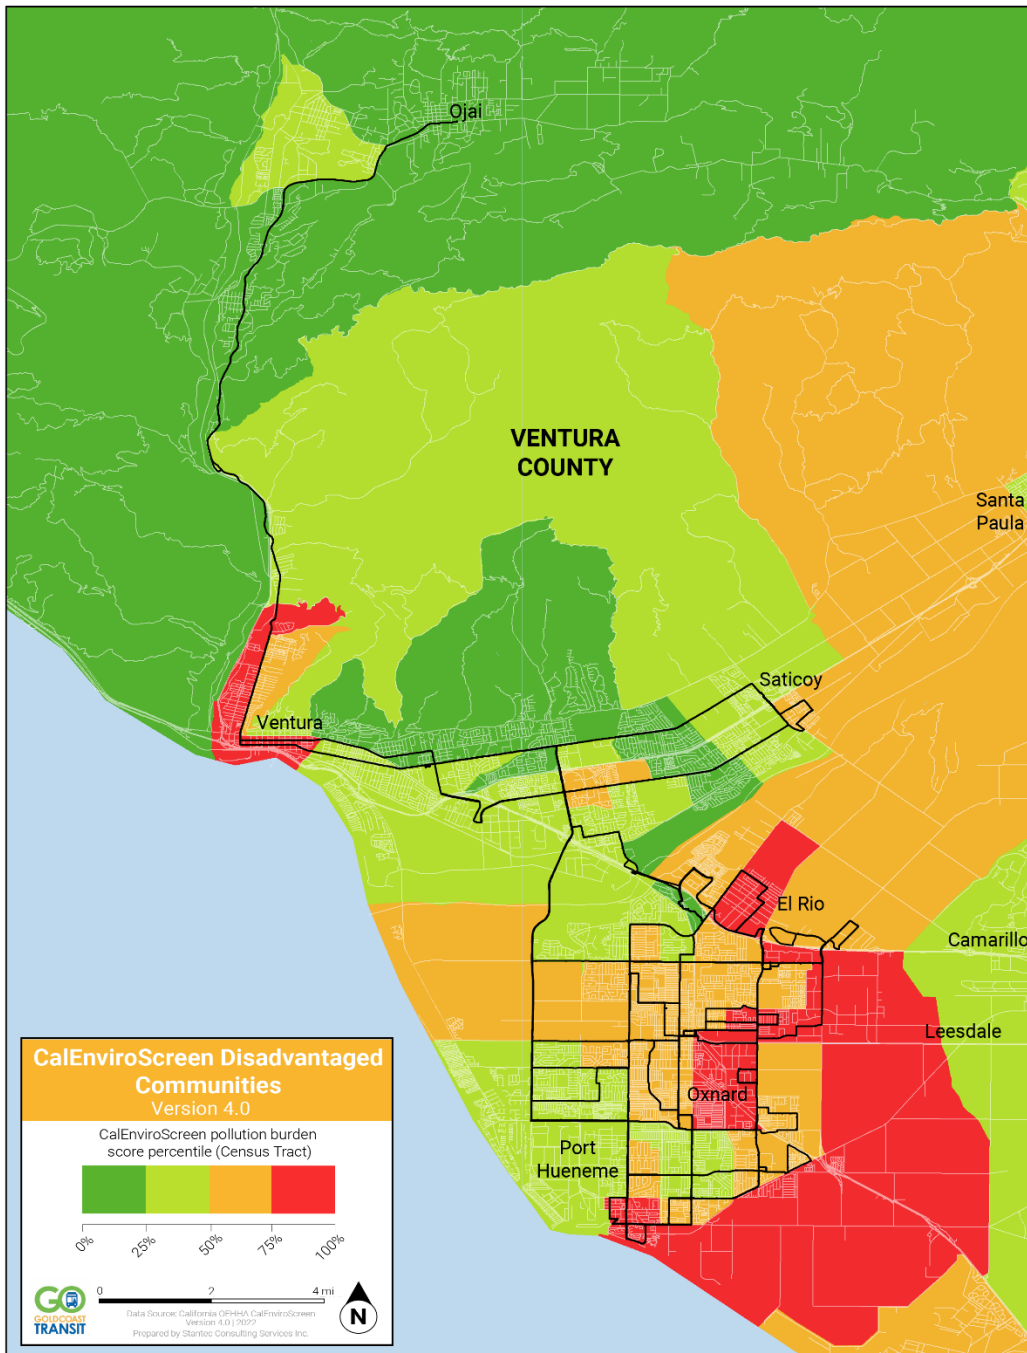 Ojai
VENTURA
COUNTY
Santa
Paula
Saticoy
Ventura
El Rio
Camarillo
Leesdale
Oxnard
Port
Hueneme
CalEnviroScreen Disadvantaged
Communities
Version 4.0
CalEnviroScreen pollution burden
score percentile (Census Tract)
0%
25%
50%
75%
100%
0
2
4 mi
GO
GOLD COAST
TRANSIT
Data Source: California OEHHA CalEnviroScreen
Version 4.0 | 2022
Prepared by Stantec Consulting Services Inc.
N